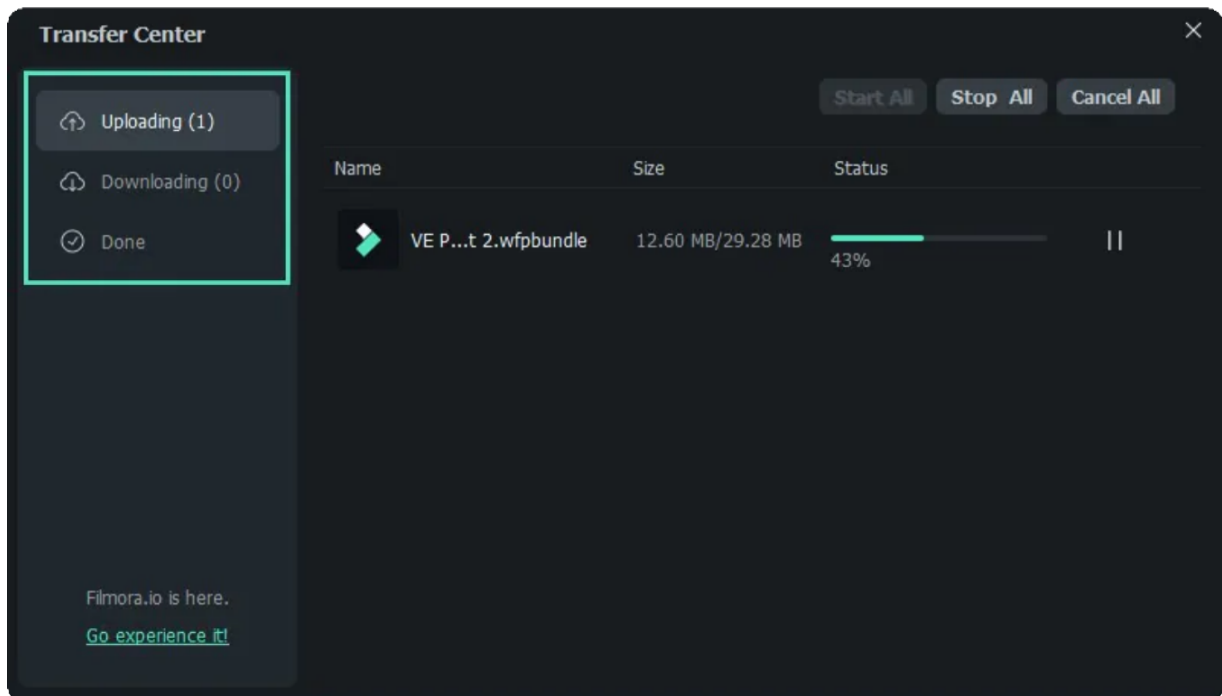 Transfer Center
Uploading (1)
Downloading (0)
Done
Filmora.io is here.
Go experience it!
Start All Stop All Cancel All
Name Size Status
VE P...t 2.wfpbundle 12.60 MB/29.28 MB
43%